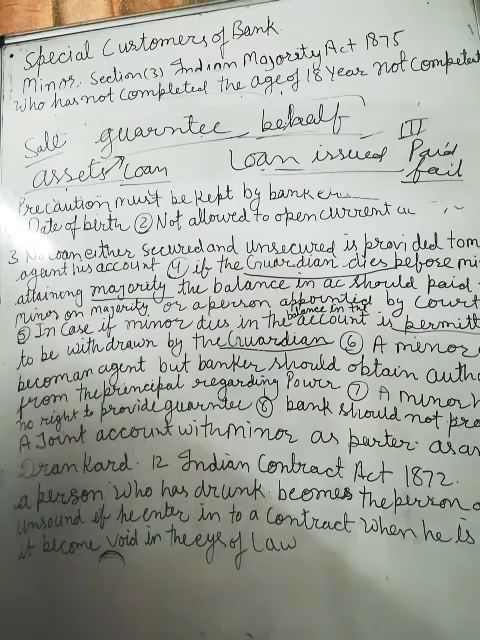 • Special Customers of Bank.
Minor. Section(3) Indian Majority Act 1875
Who has not completed the age of 18 Year not Competent
Sale guarntee behalf
assets Loan Loan issued III Paid fail
Precaution must be kept by banker
Date of birth ② Not allowed to open current
3 No loan either secured and unsecured is provided to
against his account ④ if the Guardian dies before mi
attaining majority the balance in ac should paid
minor on majority or a person appointed by court
⑤ In Case if minor dies in the balance in the account is permitt
to be withdrawn by the Guardian ⑥ A menor
becom an agent but banker should obtain auth
from the principal regarding Power ⑦ A minor h
no right to provide guarntee ⑧ bank should not pro
A Joint account with minor as parter. as an
Drankard. 12 Indian Contract Act 1872.
a person who has drunk. becomes the person o
unsound if he enter in to a Contract when he is
it become void in the eyes of Law